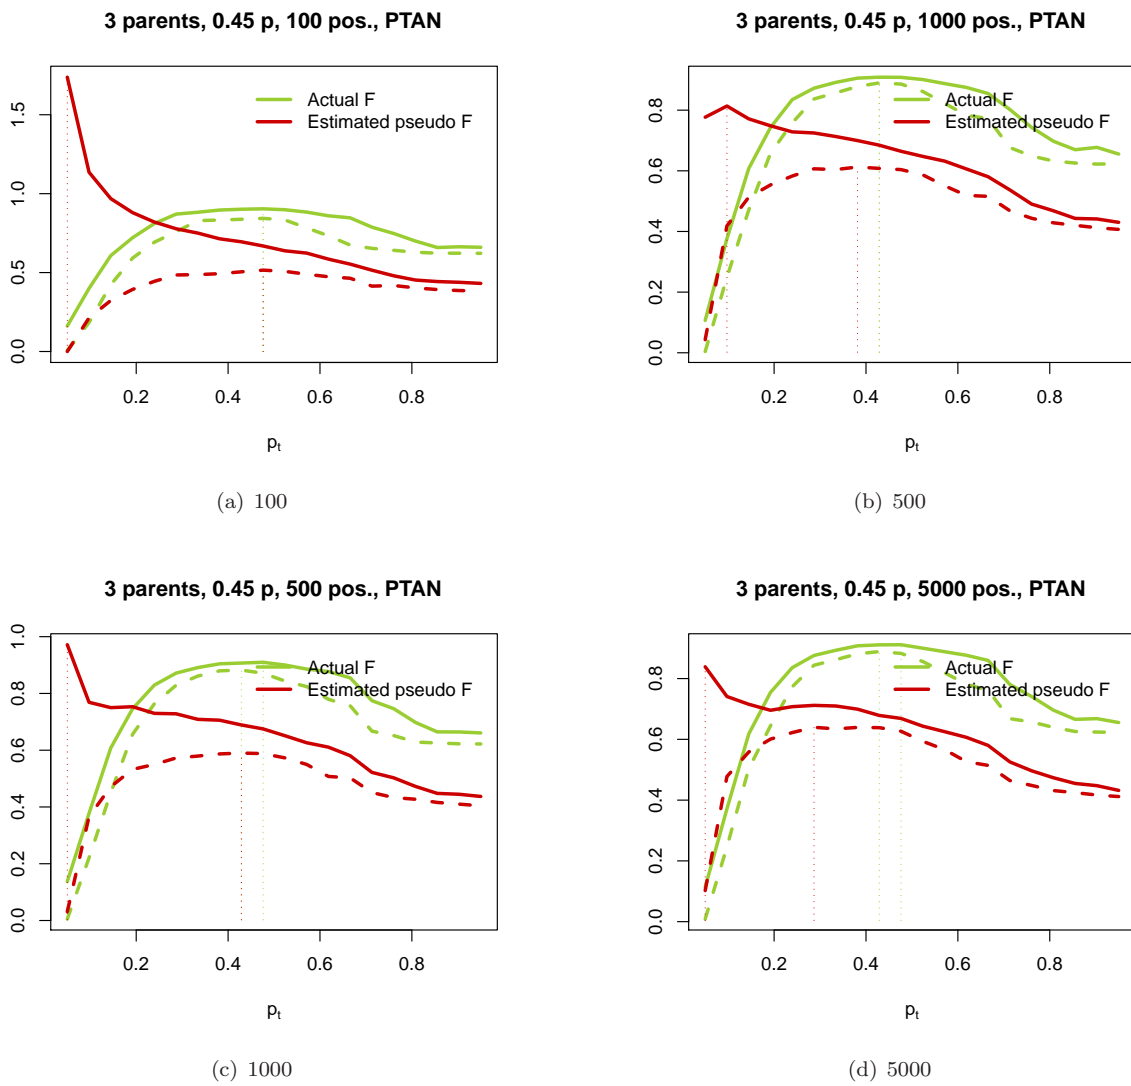 3 parents, 0.45 p, 100 pos., PTAN
Actual F
Estimated pseudo F
0.0
0.5
1.0
1.5
0.2
0.4
0.6
0.8
pt
(a) 100
3 parents, 0.45 p, 1000 pos., PTAN
Actual F
Estimated pseudo F
0.0
0.2
0.4
0.6
0.8
0.2
0.4
0.6
0.8
pt
(b) 500
3 parents, 0.45 p, 500 pos., PTAN
Actual F
Estimated pseudo F
0.0
0.2
0.4
0.6
0.8
1.0
0.2
0.4
0.6
0.8
pt
(c) 1000
3 parents, 0.45 p, 5000 pos., PTAN
Actual F
Estimated pseudo F
0.0
0.2
0.4
0.6
0.8
0.2
0.4
0.6
0.8
pt
(d) 5000